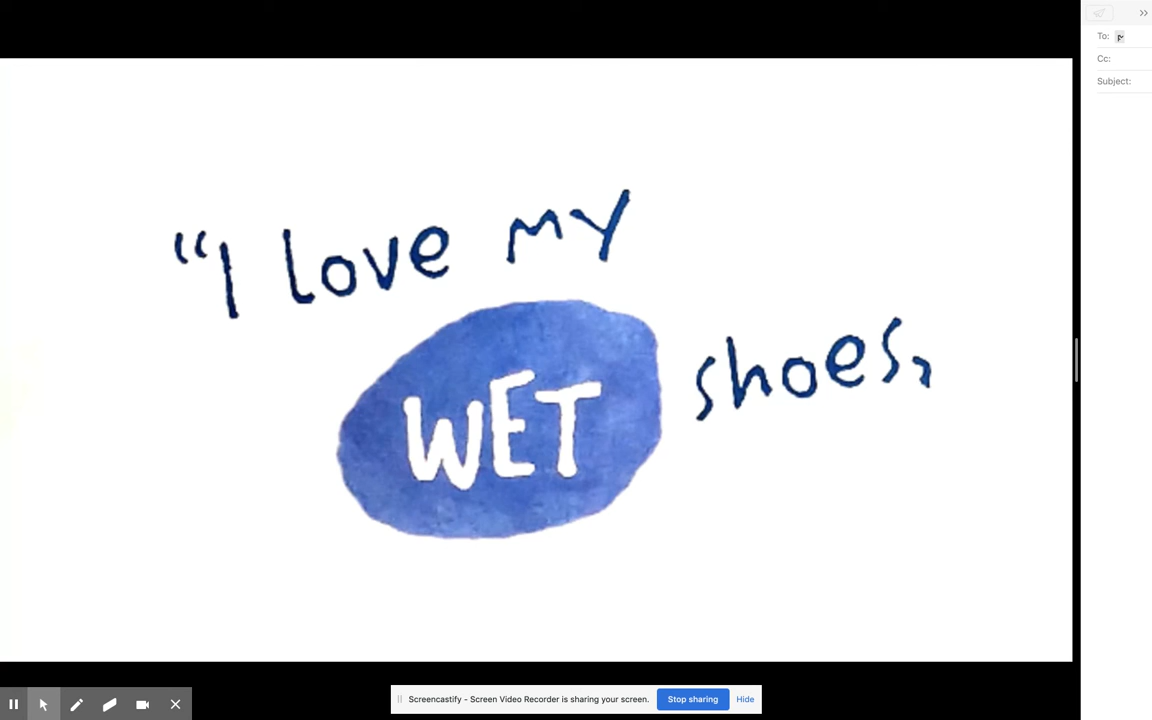 To:
Cc:
Subject:
“I love my
WET
shoes,
Screencastify - Screen Video Recorder is sharing your screen. Stop sharing Hide